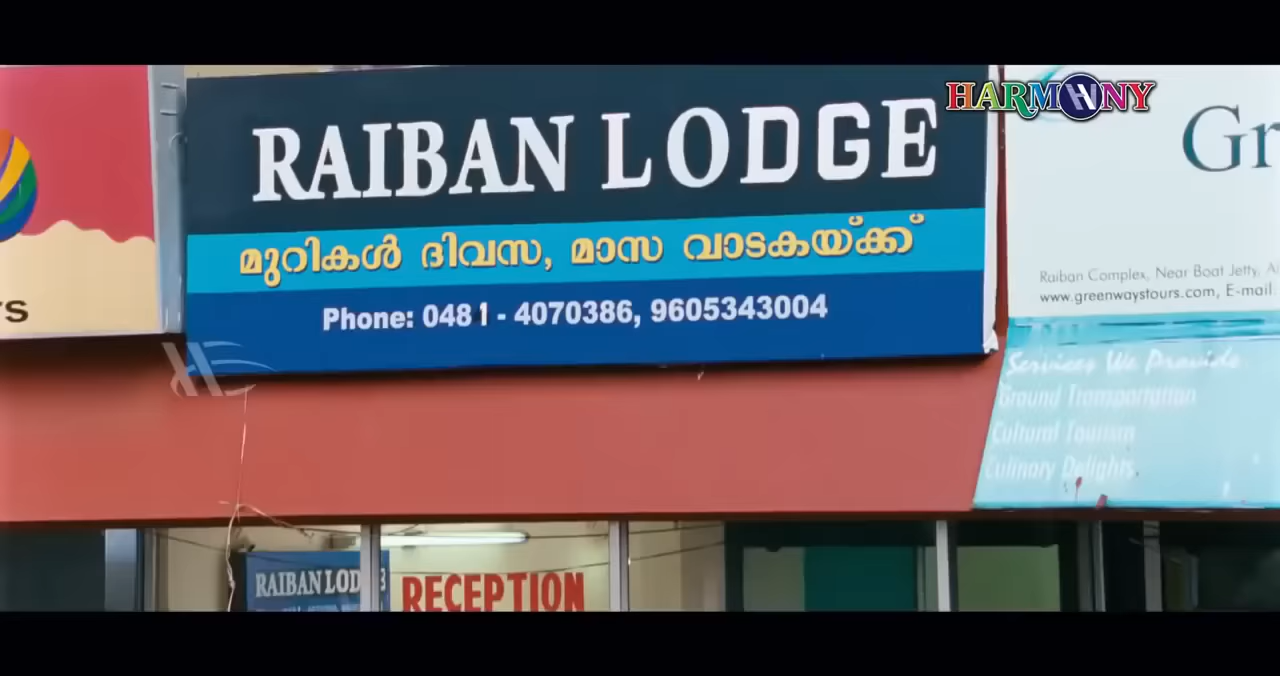 HARMONY
RAIBAN LODGE
മുറികൾ ദിവസ, മാസ വാടകയ്ക്ക്
Phone: 0481 - 4070386, 9605343004
rs
Gr
Raiban Complex, Near Boat Jetty,
www.greenwaystours.com, E-mail:
Services We Provide
Ground Transportation
Cultural Tourism
Culinary Delights
RAIBAN LOD
RECEPTION